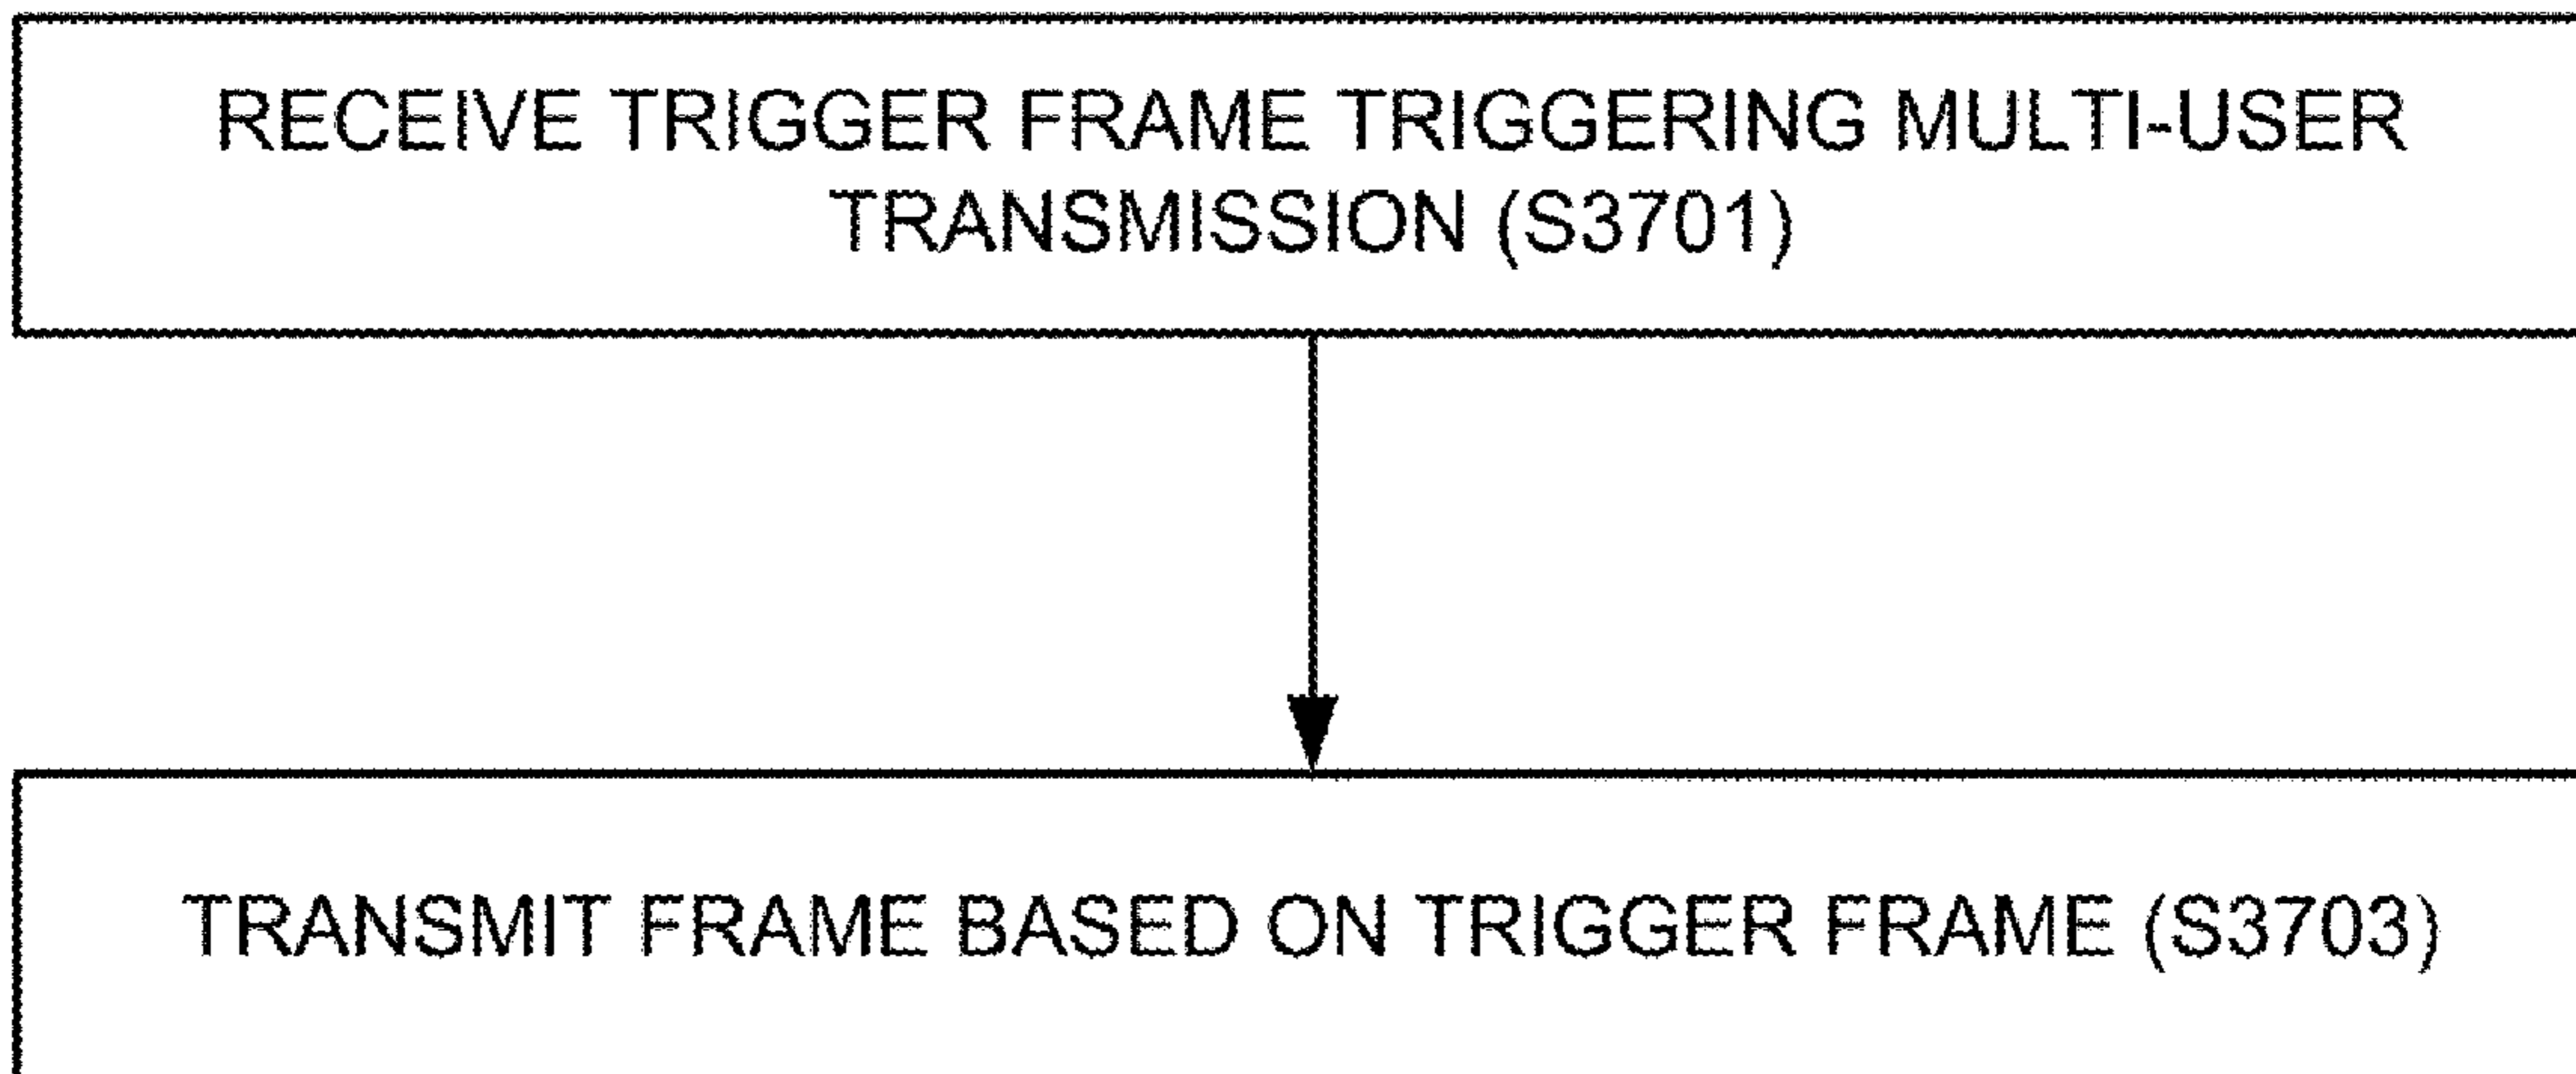 RECEIVE TRIGGER FRAME TRIGGERING MULTI-USER
TRANSMISSION (S3701)
TRANSMIT FRAME BASED ON TRIGGER FRAME (S3703)